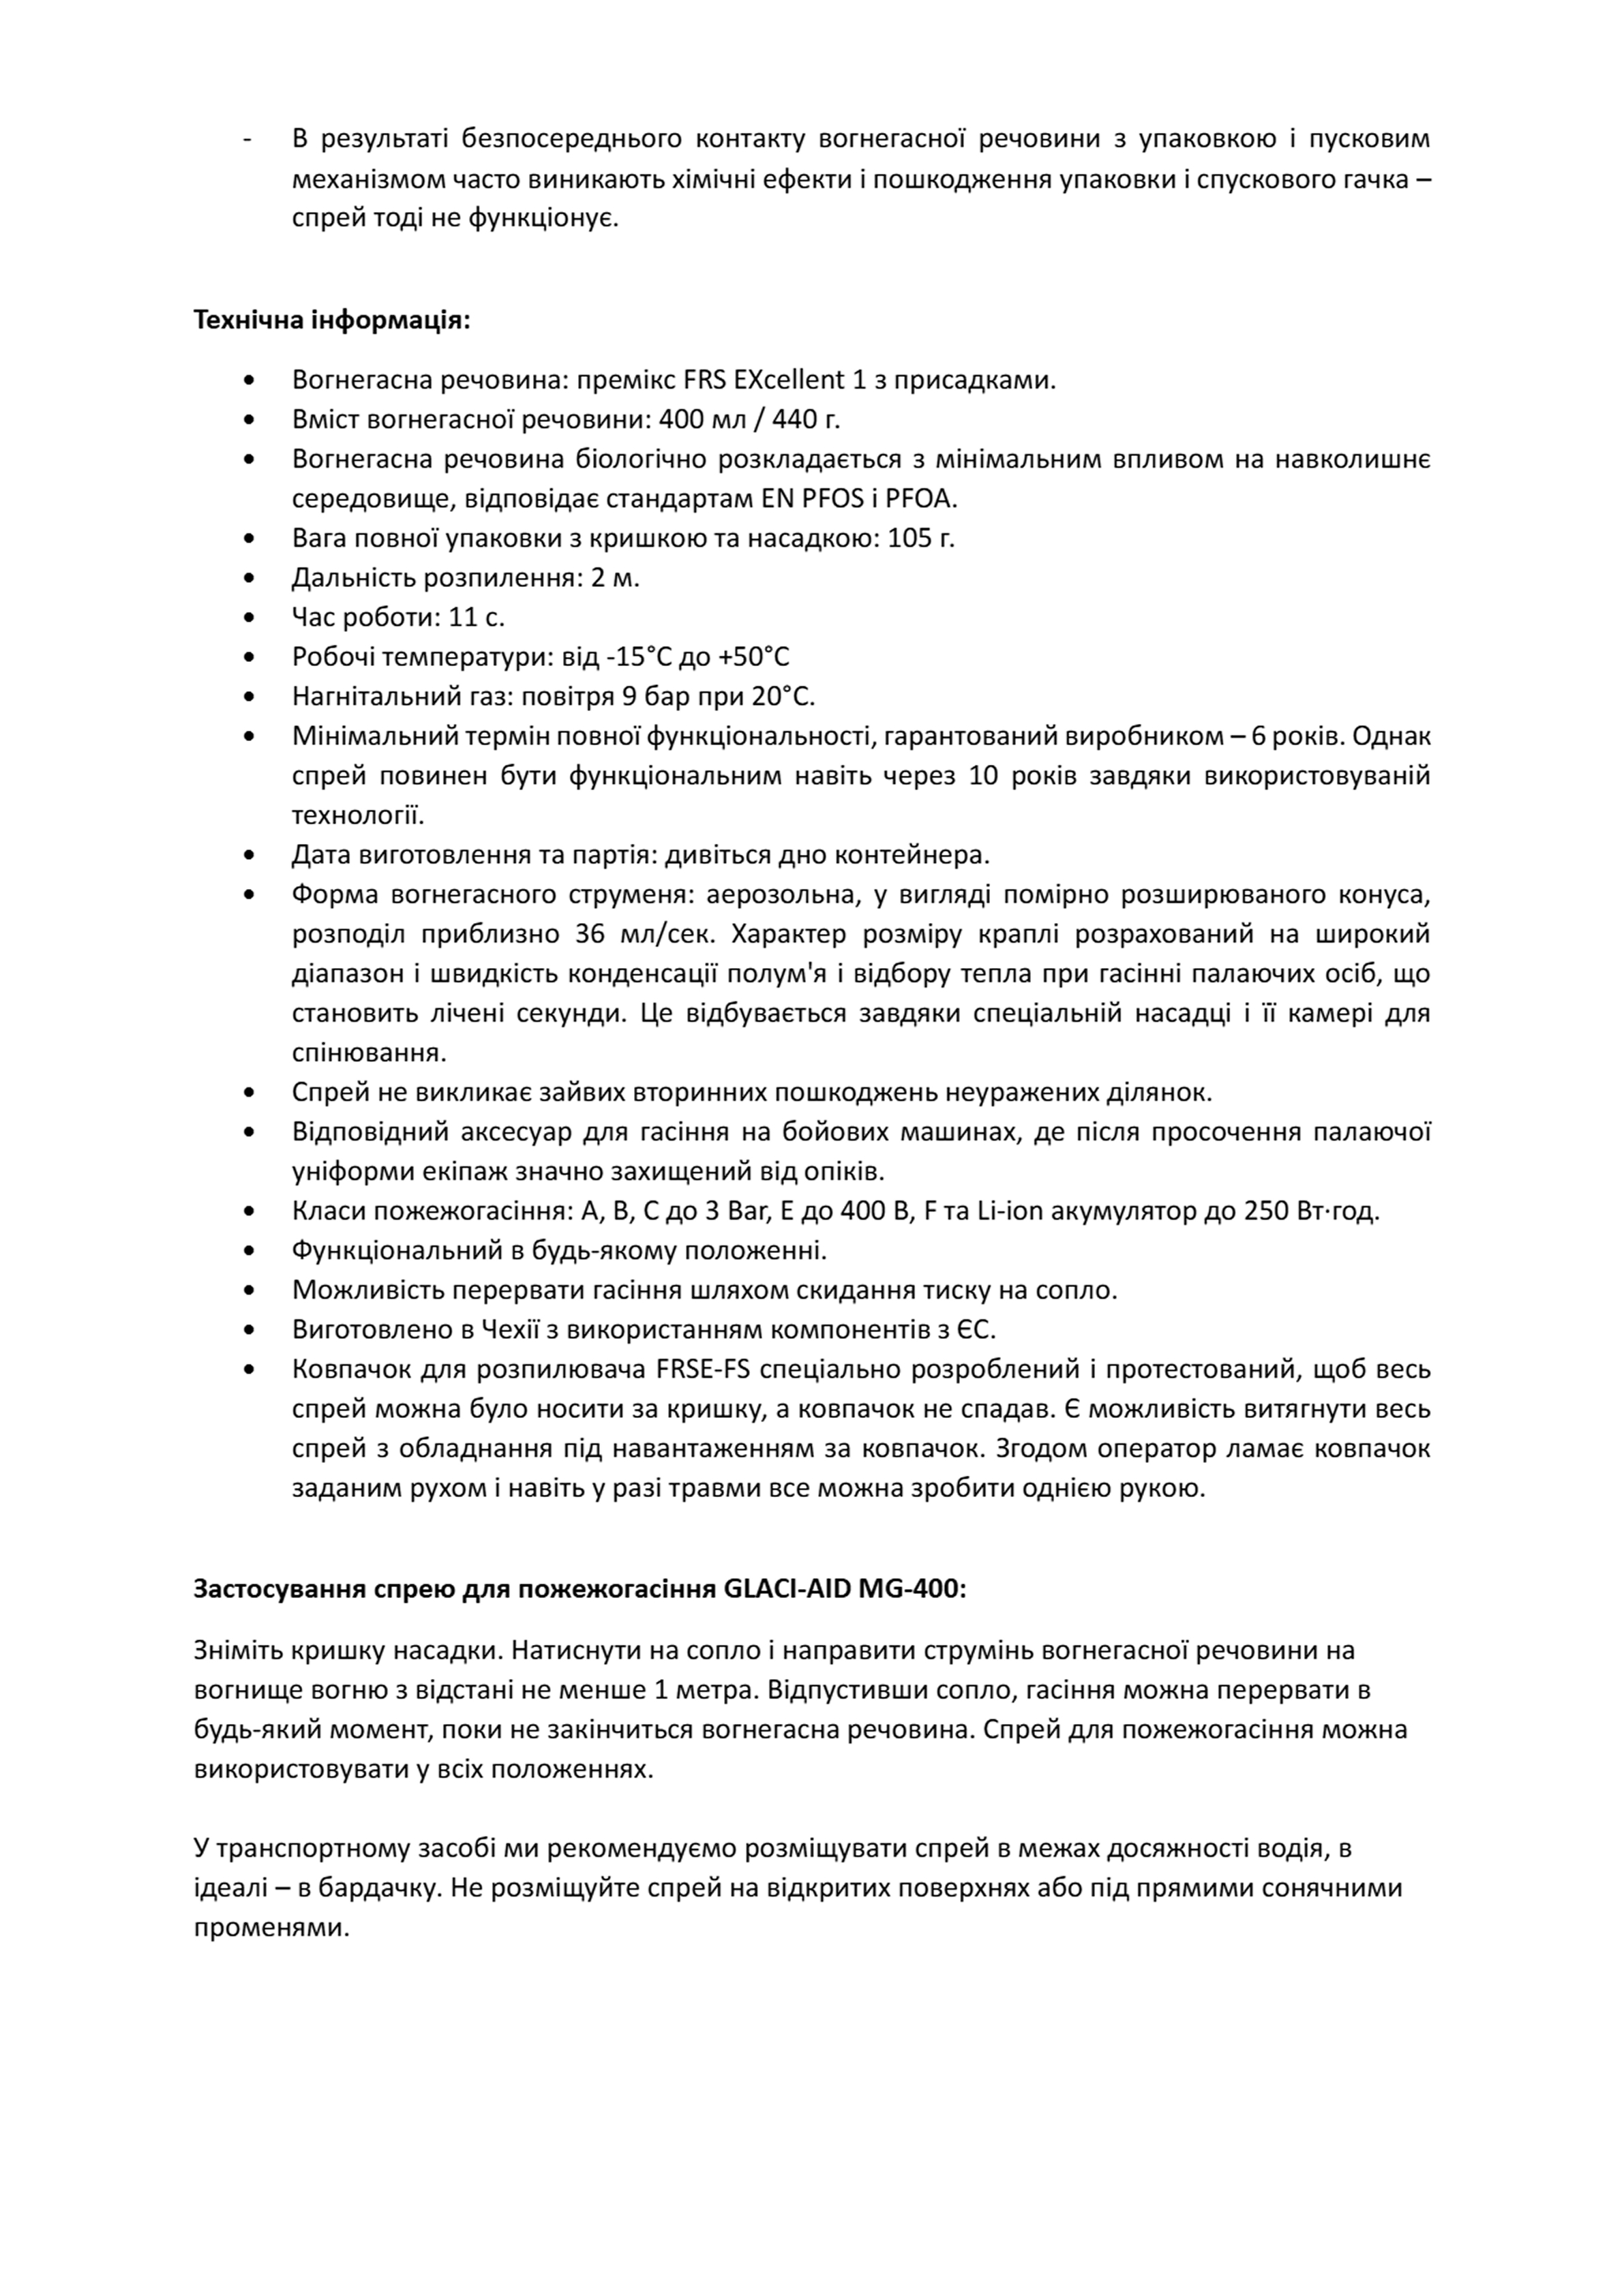 - В результаті безпосереднього контакту вогнегасної речовини з упаковкою і пусковим
механізмом часто виникають хімічні ефекти і пошкодження упаковки і спускового гачка –
спрей тоді не функціонує.
Технічна інформація:
• Вогнегасна речовина: премікс FRS EXcellent 1 з присадками.
• Вміст вогнегасної речовини: 400 мл / 440 г.
• Вогнегасна речовина біологічно розкладається з мінімальним впливом на навколишнє
середовище, відповідає стандартам EN PFOS і PFOA.
• Вага повної упаковки з кришкою та насадкою: 105 г.
• Дальність розпилення: 2 м.
• Час роботи: 11 с.
• Робочі температури: від -15°C до +50°C
• Нагнітальний газ: повітря 9 бар при 20°C.
• Мінімальний термін повної функціональності, гарантований виробником – 6 років. Однак
спрей повинен бути функціональним навіть через 10 років завдяки використовуваній
технології.
• Дата виготовлення та партія: дивіться дно контейнера.
• Форма вогнегасного струменя: аерозольна, у вигляді помірно розширюваного конуса,
розподіл приблизно 36 мл/сек. Характер розміру краплі розрахований на широкий
діапазон і швидкість конденсації полум'я і відбору тепла при гасінні палаючих осіб, що
становить лічені секунди. Це відбувається завдяки спеціальній насадці і її камері для
спінювання.
• Спрей не викликає зайвих вторинних пошкоджень неуражених ділянок.
• Відповідний аксесуар для гасіння на бойових машинах, де після просочення палаючої
уніформи екіпаж значно захищений від опіків.
• Класи пожежогасіння: A, B, C до 3 Bar, E до 400 В, F та Li-ion акумулятор до 250 Вт·год.
• Функціональний в будь-якому положенні.
• Можливість перервати гасіння шляхом скидання тиску на сопло.
• Виготовлено в Чехії з використанням компонентів з ЄС.
• Ковпачок для розпилювача FRSE-FS спеціально розроблений і протестований, щоб весь
спрей можна було носити за кришку, а ковпачок не спадав. Є можливість витягнути весь
спрей з обладнання під навантаженням за ковпачок. Згодом оператор ламає ковпачок
заданим рухом і навіть у разі травми все можна зробити однією рукою.
Застосування спрею для пожежогасіння GLACI-AID MG-400:
Зніміть кришку насадки. Натиснути на сопло і направити струмінь вогнегасної речовини на
вогнище вогню з відстані не менше 1 метра. Відпустивши сопло, гасіння можна перервати в
будь-який момент, поки не закінчиться вогнегасна речовина. Спрей для пожежогасіння можна
використовувати у всіх положеннях.
У транспортному засобі ми рекомендуємо розміщувати спрей в межах досяжності водія, в
ідеалі – в бардачку. Не розміщуйте спрей на відкритих поверхнях або під прямими сонячними
променями.